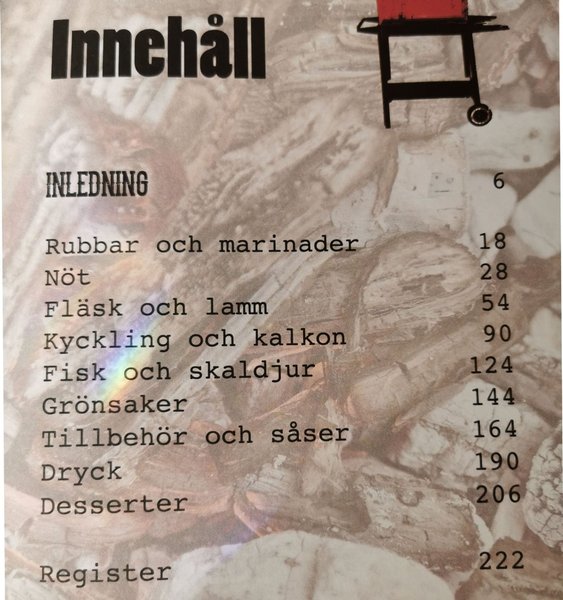 Innehåll
INLEDNING 6
Rubbar och marinader 18
Nöt 28
Fläsk och lamm 54
Kyckling och kalkon 90
Fisk och skaldjur 124
Grönsaker 144
Tillbehör och såser 164
Dryck 190
Desserter 206
Register 222